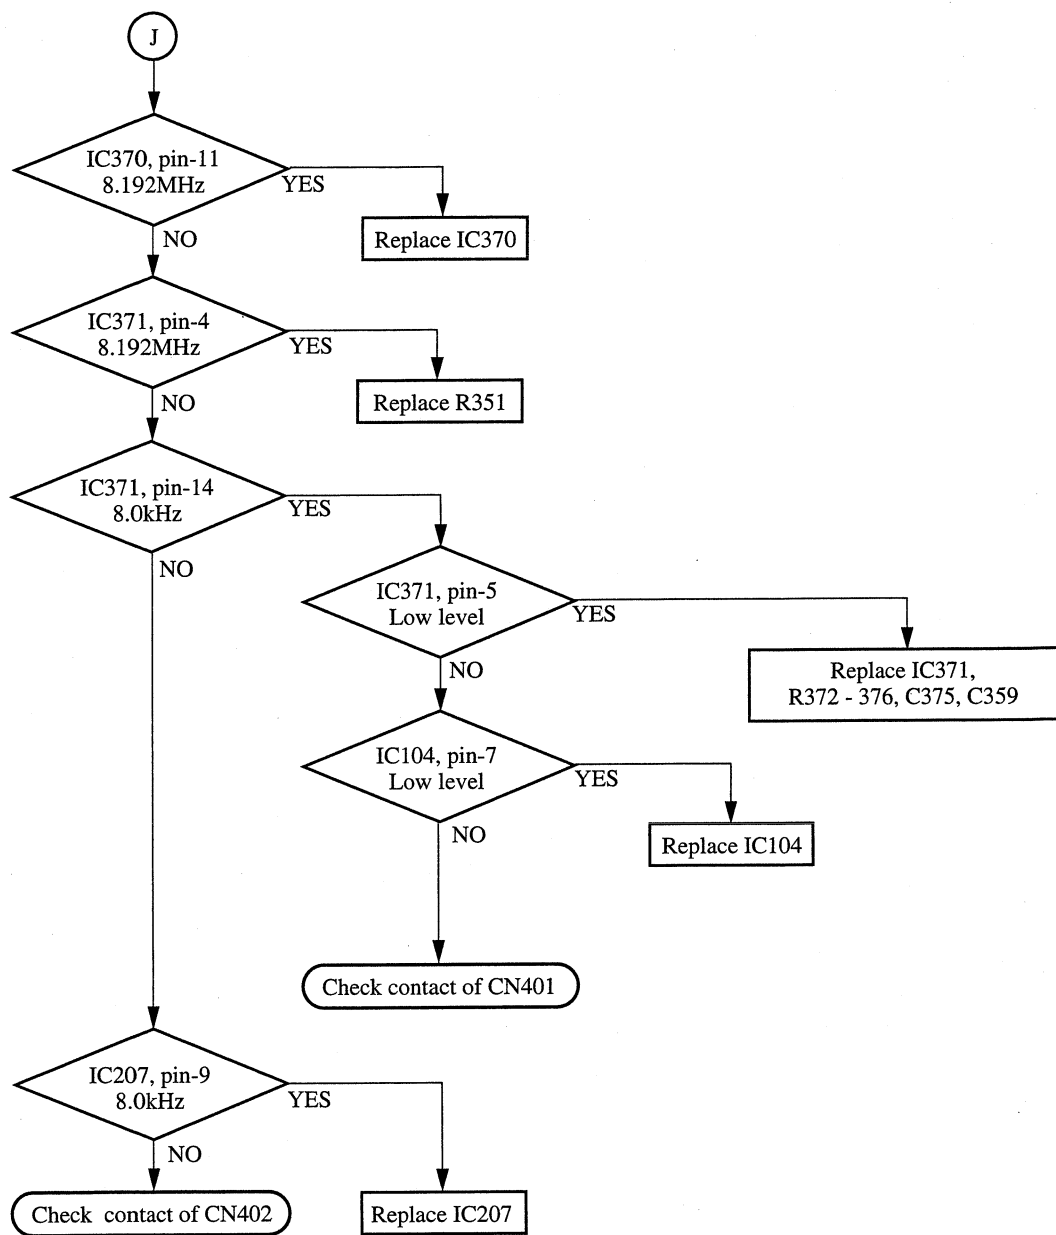 J
IC370, pin-11
8.192MHz
YES
Replace IC370
NO
IC371, pin-4
8.192MHz
YES
Replace R351
NO
IC371, pin-14
8.0kHz
YES
NO
IC371, pin-5
Low level
YES
Replace IC371,
R372 - 376, C375, C359
NO
IC104, pin-7
Low level
YES
Replace IC104
NO
Check contact of CN401
IC207, pin-9
8.0kHz
YES
NO
Check contact of CN402
Replace IC207